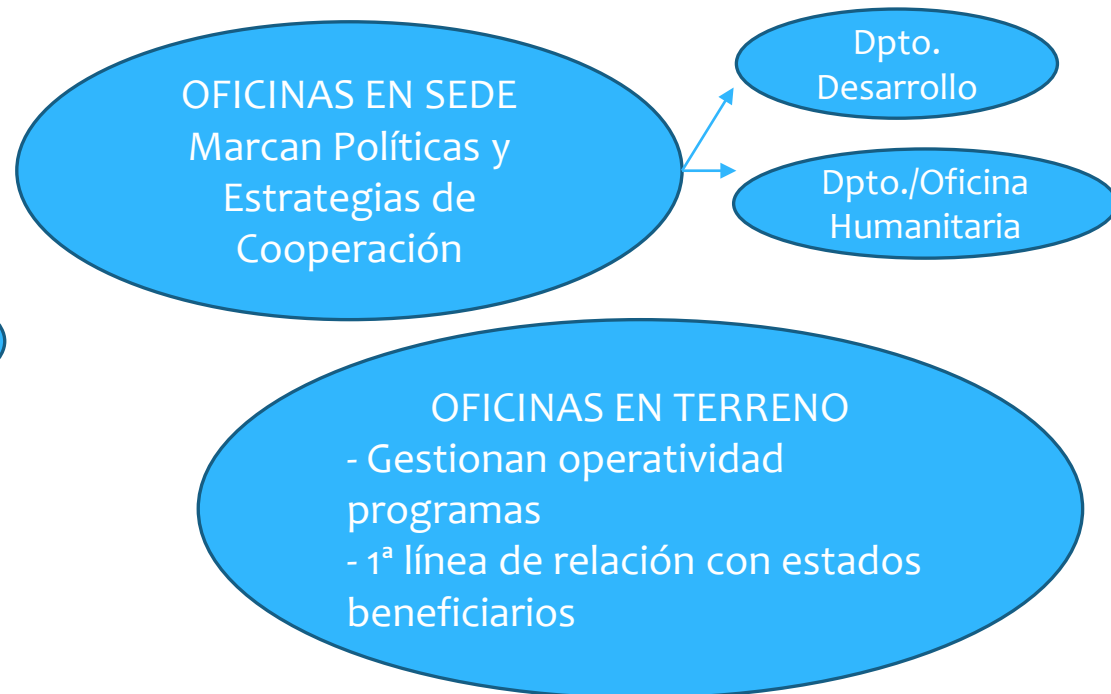 OFICINAS EN SEDE
Marcan Políticas y
Estrategias de
Cooperación
Dpto.
Desarrollo
Dpto./Oficina
Humanitaria
OFICINAS EN TERRENO
- Gestionan operatividad
programas
- 1ª línea de relación con estados
beneficiarios